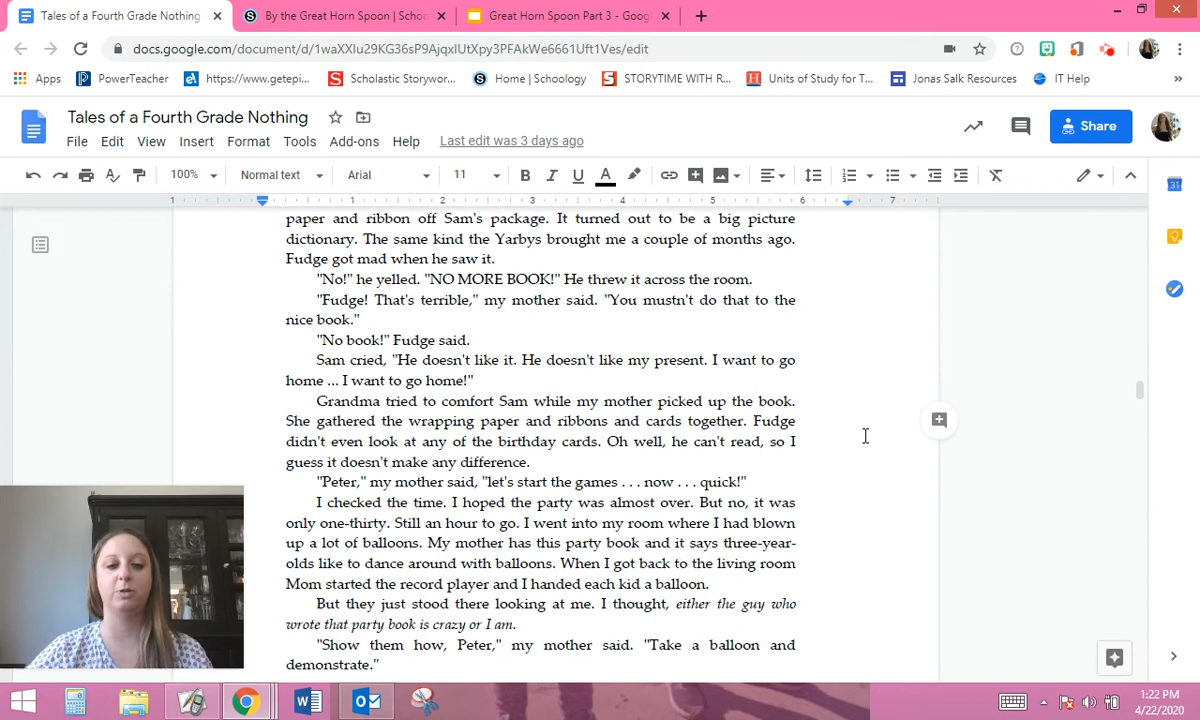 Tales of a Fourth Grade Nothing
By the Great Horn Spoon | Schoo
Great Horn Spoon Part 3 - Goog
docs.google.com/document/d/1waXXlu29KG36sP9AjqxlUtXpy3PFAkWe6661Uft1Ves/edit
Apps
PowerTeacher
https://www.getepi...
Scholastic Storywor...
Home | Schoology
STORYTIME WITH R...
Units of Study for T...
Jonas Salk Resources
IT Help
»
Tales of a Fourth Grade Nothing
File Edit View Insert Format Tools Add-ons Help Last edit was 3 days ago
Share
100% Normal text Arial 11 B I U A
1 1 2 3 4 5 6 7
31
paper and ribbon off Sam's package. It turned out to be a big picture
dictionary. The same kind the Yarbys brought me a couple of months ago.
Fudge got mad when he saw it.
"No!" he yelled. "NO MORE BOOK!" He threw it across the room.
"Fudge! That's terrible," my mother said. "You mustn't do that to the
nice book."
"No book!" Fudge said.
Sam cried, "He doesn't like it. He doesn't like my present. I want to go
home ... I want to go home!"
Grandma tried to comfort Sam while my mother picked up the book.
She gathered the wrapping paper and ribbons and cards together. Fudge
didn't even look at any of the birthday cards. Oh well, he can't read, so I
guess it doesn't make any difference.
"Peter," my mother said, "let's start the games . . . now . . . quick!"
I checked the time. I hoped the party was almost over. But no, it was
only one-thirty. Still an hour to go. I went into my room where I had blown
up a lot of balloons. My mother has this party book and it says three-year-
olds like to dance around with balloons. When I got back to the living room
Mom started the record player and I handed each kid a balloon.
But they just stood there looking at me. I thought, either the guy who
wrote that party book is crazy or I am.
"Show them how, Peter," my mother said. "Take a balloon and
demonstrate."
1:22 PM
4/22/2020